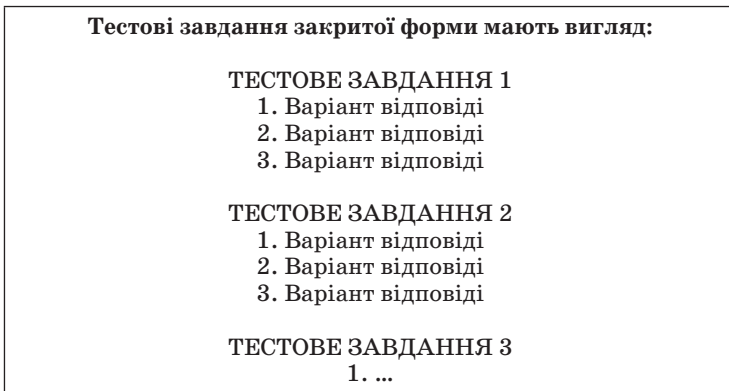 Тестові завдання закритої форми мають вигляд:
ТЕСТОВЕ ЗАВДАННЯ 1
1. Варіант відповіді
2. Варіант відповіді
3. Варіант відповіді
ТЕСТОВЕ ЗАВДАННЯ 2
1. Варіант відповіді
2. Варіант відповіді
3. Варіант відповіді
ТЕСТОВЕ ЗАВДАННЯ 3
1. ...